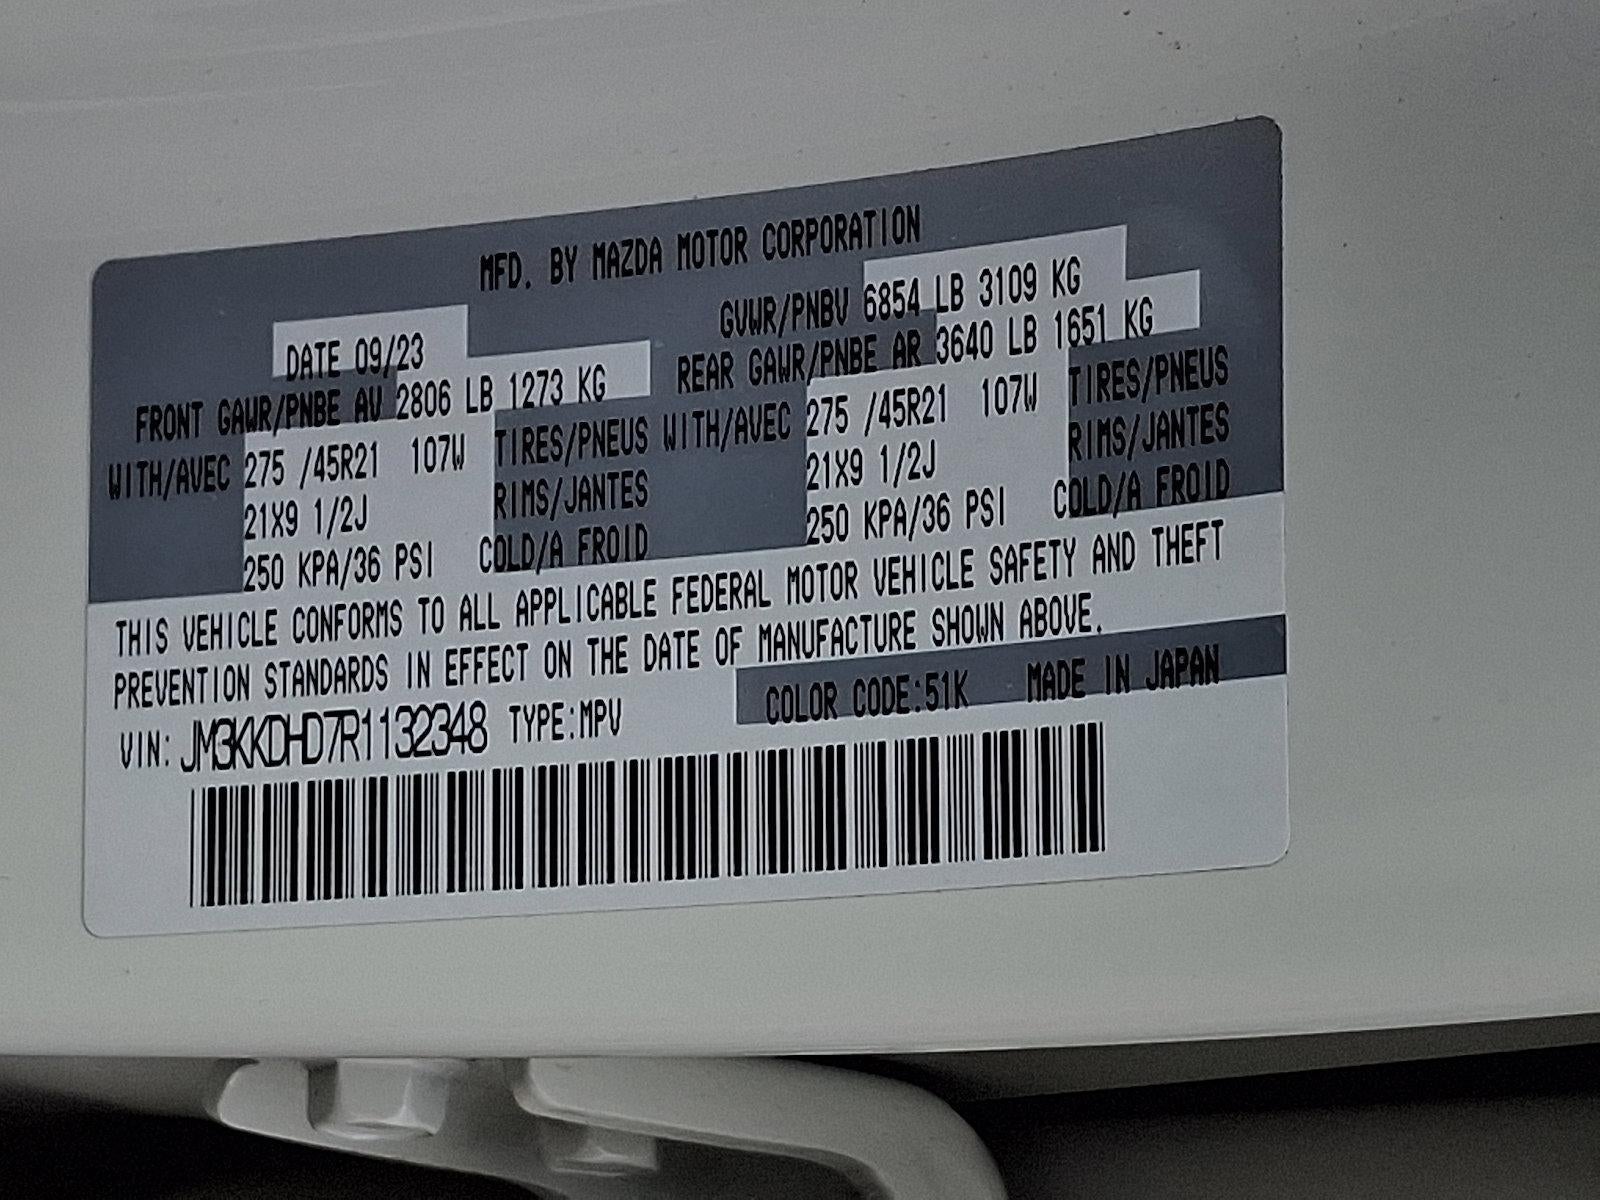 MFD. BY MAZDA MOTOR CORPORATION
DATE 09/23 GVWR/PNBV 6854 LB 3109 KG
FRONT GAWR/PNBE AV 2806 LB 1273 KG REAR GAWR/PNBE AR 3640 LB 1651 KG
WITH/AVEC 275 /45R21 107W TIRES/PNEUS WITH/AVEC 275 /45R21 107W TIRES/PNEUS
21X9 1/2J RIMS/JANTES 21X9 1/2J RIMS/JANTES
250 KPA/36 PSI COLD/A FROID 250 KPA/36 PSI COLD/A FROID
THIS VEHICLE CONFORMS TO ALL APPLICABLE FEDERAL MOTOR VEHICLE SAFETY AND THEFT
PREVENTION STANDARDS IN EFFECT ON THE DATE OF MANUFACTURE SHOWN ABOVE.
VIN: JM3KKDHD7R1132348 TYPE:MPV COLOR CODE:51K MADE IN JAPAN